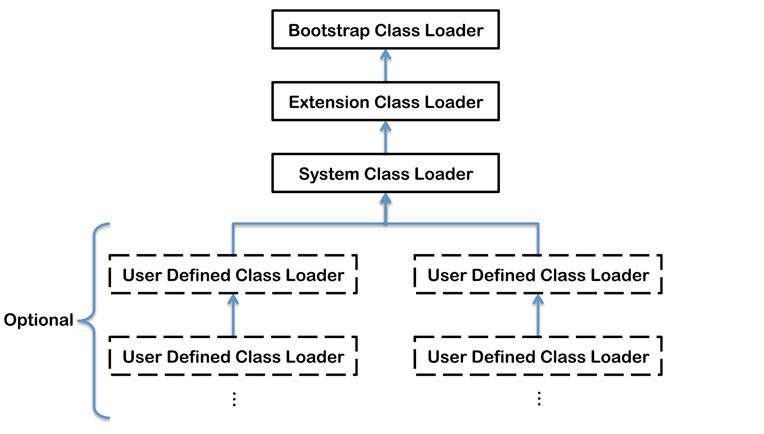 Bootstrap Class Loader
Extension Class Loader
System Class Loader
User Defined Class Loader
User Defined Class Loader
Optional
User Defined Class Loader
User Defined Class Loader
⋮
⋮